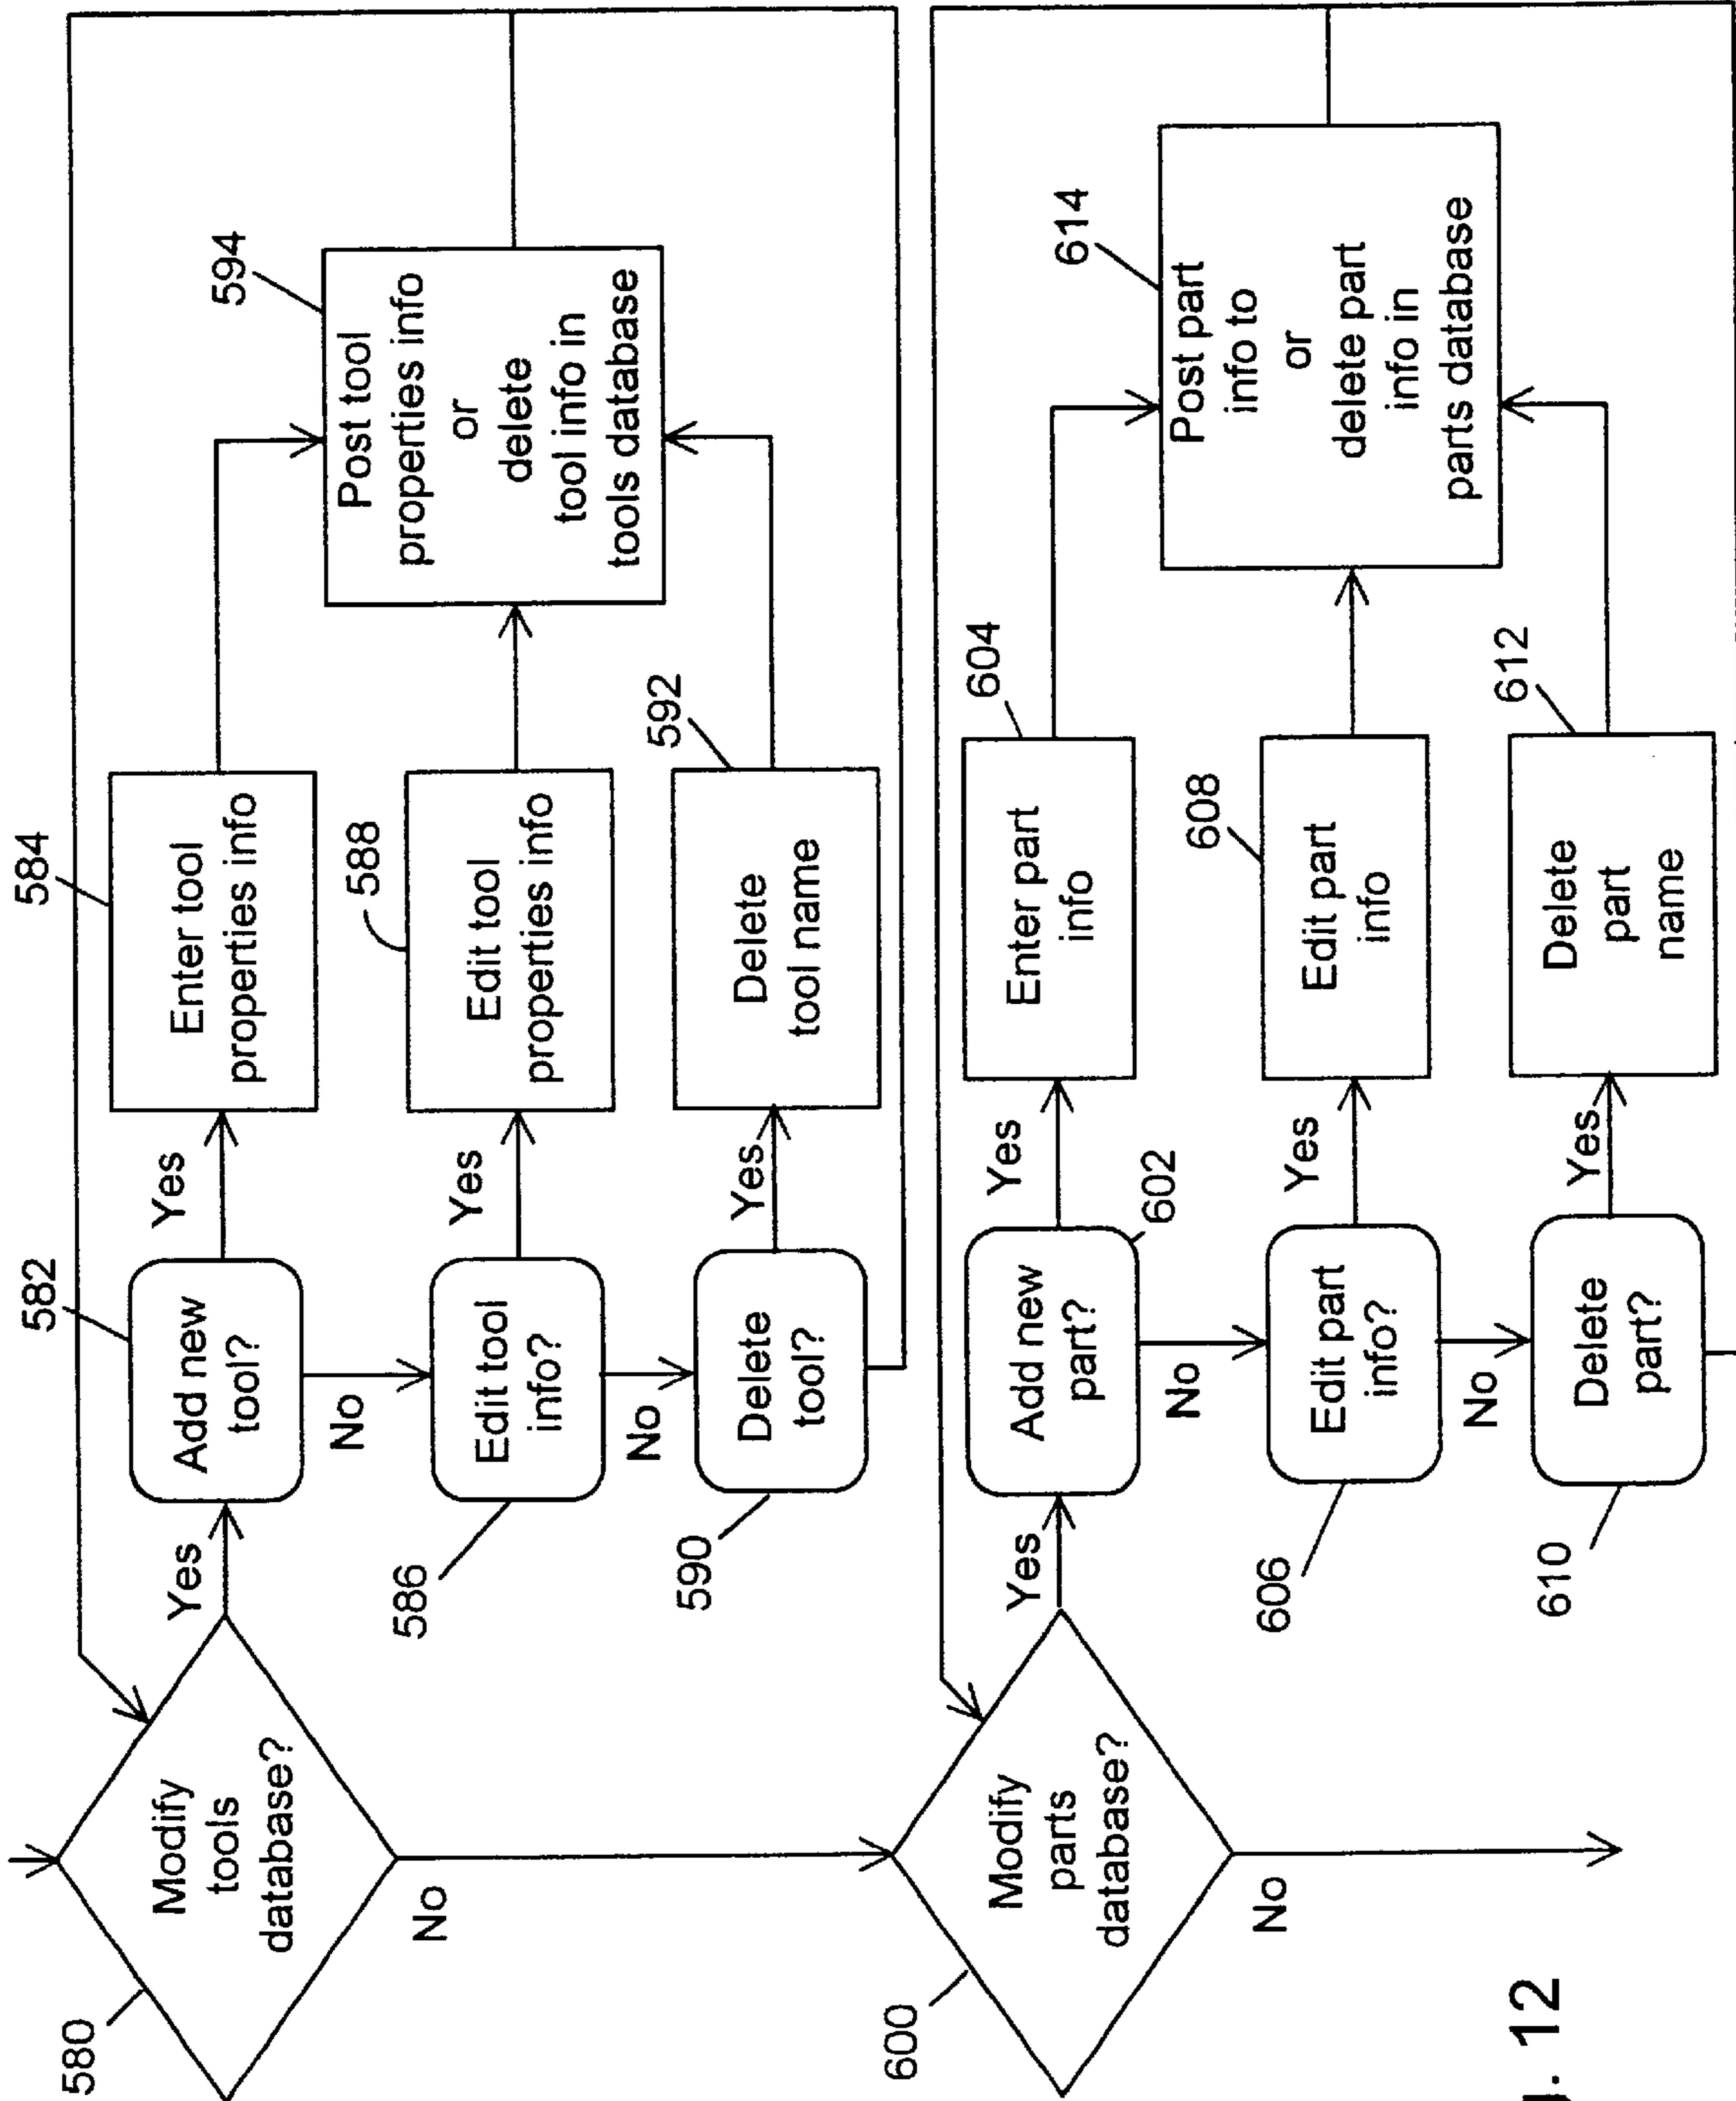 580
Modify
tools
database?
Yes
No
582
Add new
tool?
Yes
No
584
Enter tool
properties info
586
Edit tool
info?
Yes
No
588
Edit tool
properties info
590
Delete
tool?
Yes
592
Delete
tool name
594
Post tool
properties info
or
delete
tool info in
tools database
600
Modify
parts
database?
Yes
No
602
Add new
part?
Yes
No
604
Enter part
info
606
Edit part
info?
Yes
No
608
Edit part
info
610
Delete
part?
Yes
612
Delete
part
name
614
Post part
info to
or
delete part
info in
parts database
12